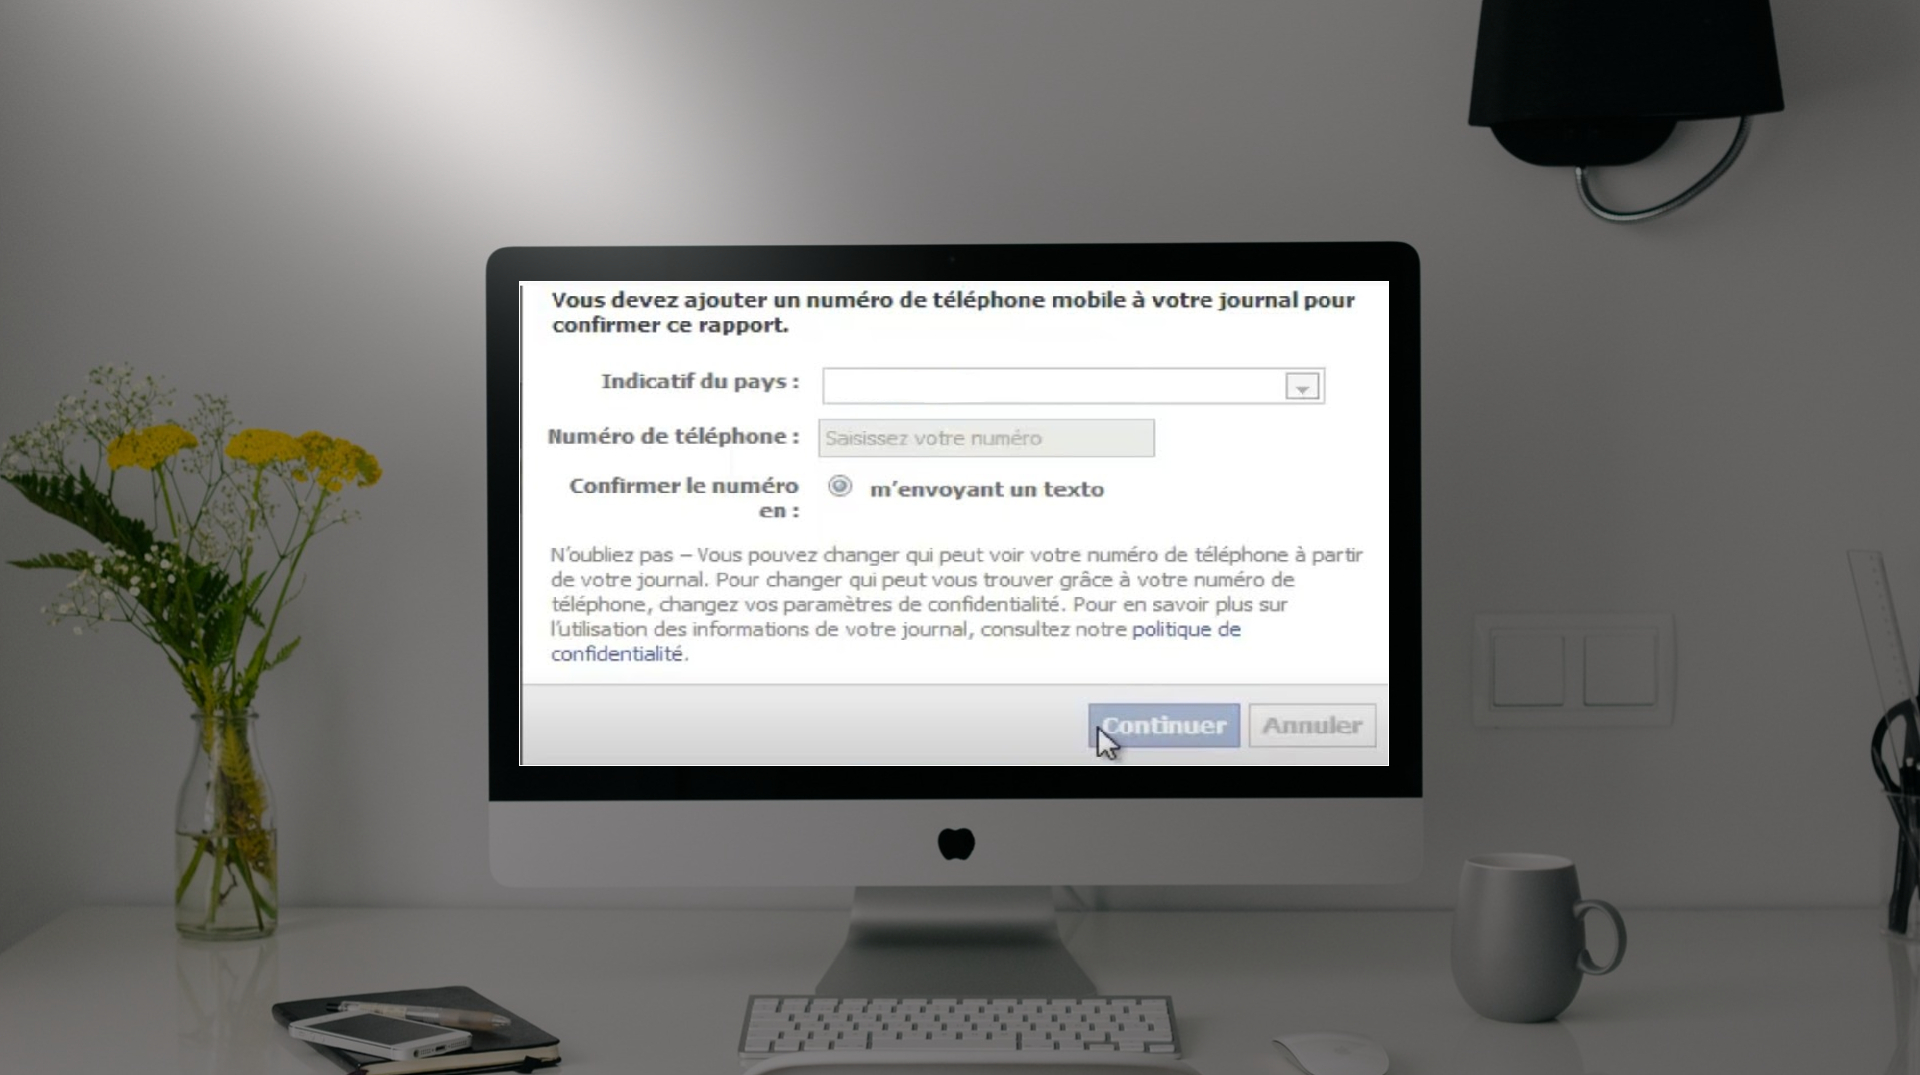 Vous devez ajouter un numéro de téléphone mobile à votre journal pour
confirmer ce rapport.
Indicatif du pays :
Numéro de téléphone : Saisissez votre numéro
Confirmer le numéro
en : m’envoyant un texto
N’oubliez pas – Vous pouvez changer qui peut voir votre numéro de téléphone à partir
de votre journal. Pour changer qui peut vous trouver grâce à votre numéro de
téléphone, changez vos paramètres de confidentialité. Pour en savoir plus sur
l’utilisation des informations de votre journal, consultez notre politique de
confidentialité.
Continuer Annuler